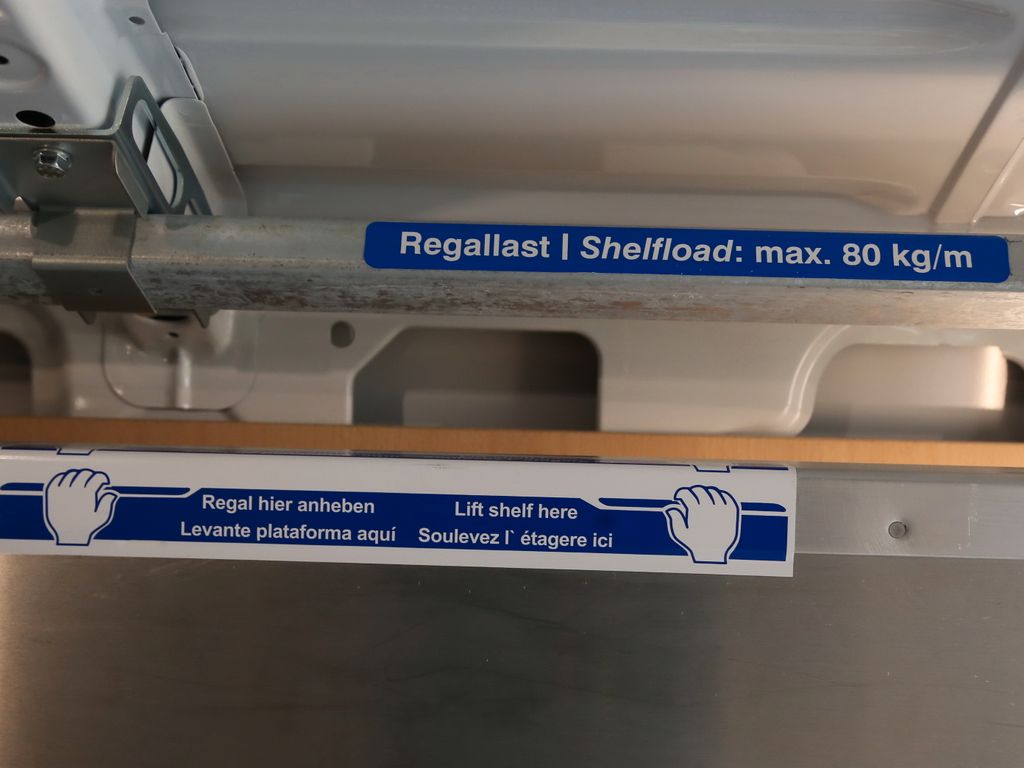 Regallast | Shelfload: max. 80 kg/m
Regal hier anheben
Levante plataforma aquí
Lift shelf here
Soulevez l` étagere ici